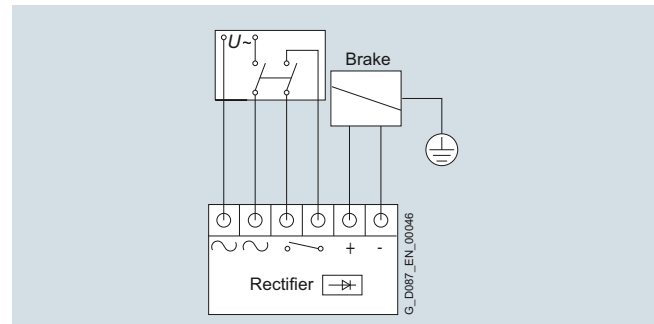 U~
Brake
+ -
Rectifier
G_D087_EN_00046